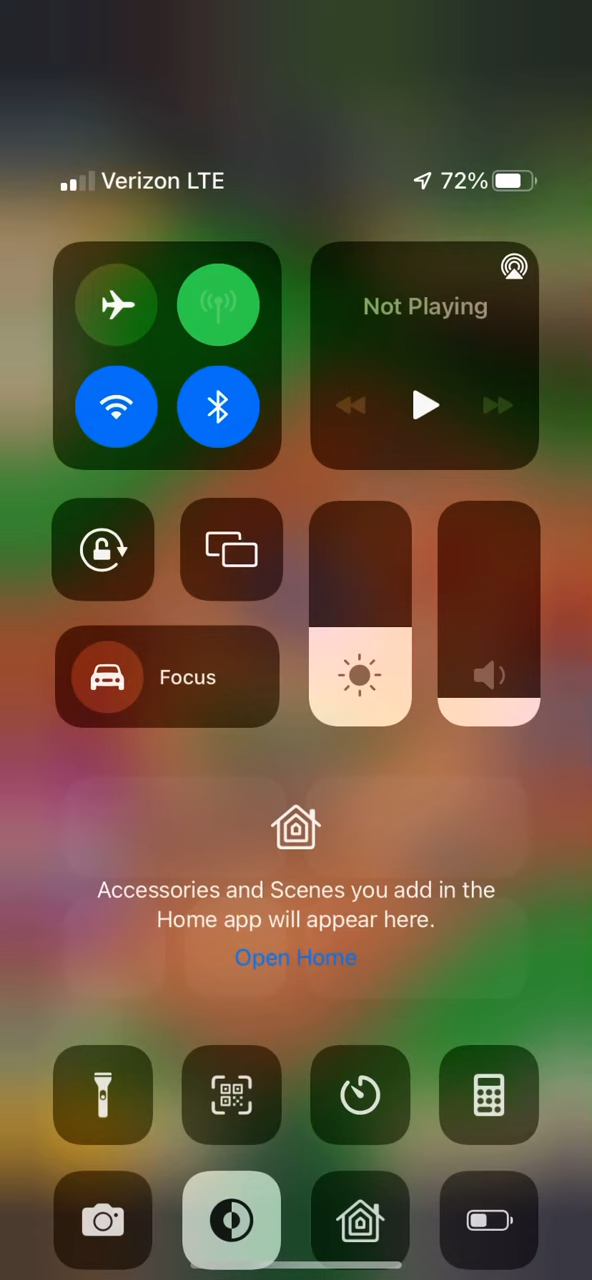 Verizon LTE
72%
Not Playing
Focus
Accessories and Scenes you add in the
Home app will appear here.
Open Home